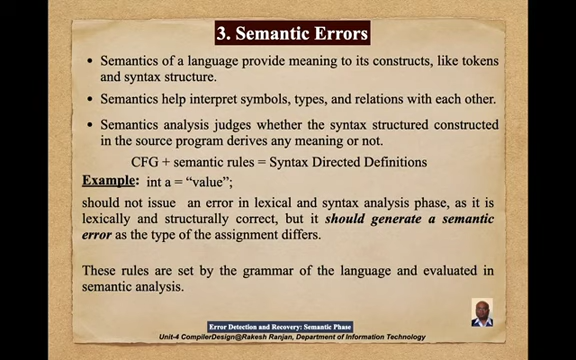 3. Semantic Errors
• Semantics of a language provide meaning to its constructs, like tokens
and syntax structure.
• Semantics help interpret symbols, types, and relations with each other.
• Semantics analysis judges whether the syntax structured constructed
in the source program derives any meaning or not.
CFG + semantic rules = Syntax Directed Definitions
Example: int a = “value”;
should not issue an error in lexical and syntax analysis phase, as it is
lexically and structurally correct, but it should generate a semantic
error as the type of the assignment differs.
These rules are set by the grammar of the language and evaluated in
semantic analysis.
Error Detection and Recovery: Semantic Phase
Unit-4 CompilerDesign@Rakesh Ranjan, Department of Information Technology